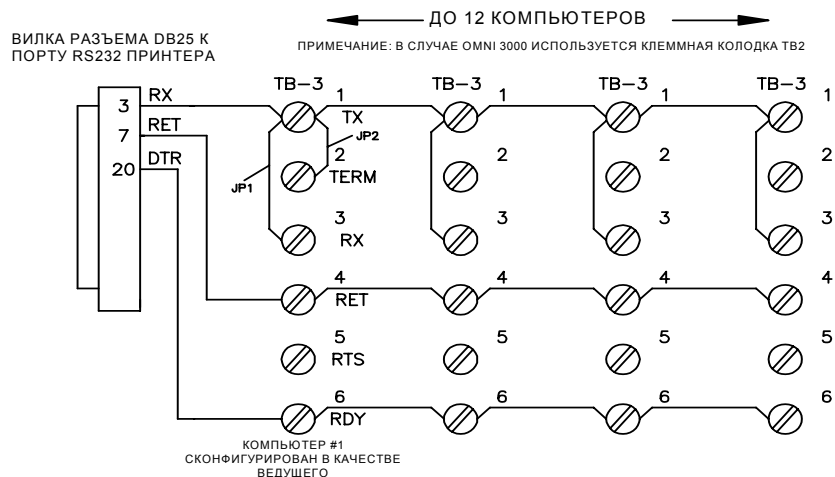 ДО 12 КОМПЬЮТЕРОВ
ВИЛКА РАЗЪЕМА DB25 К
ПОРТУ RS232 ПРИНТЕРА
ПРИМЕЧАНИЕ: В СЛУЧАЕ OMNI 3000 ИСПОЛЬЗУЕТСЯ КЛЕММНАЯ КОЛОДКА TB2
TB-3 TB-3 TB-3 TB-3
3 RX 1 1 1 1
TX
7 RET JP2
20 DTR 2 2 2 2
TERM
JP1
3 3 3 3
RX
4 4 4 4
RET
5 5 5 5
RTS
6 6 6 6
RDY
КОМПЬЮТЕР #1
СКОНФИГУРИРОВАН В КАЧЕСТВЕ
ВЕДУЩЕГО